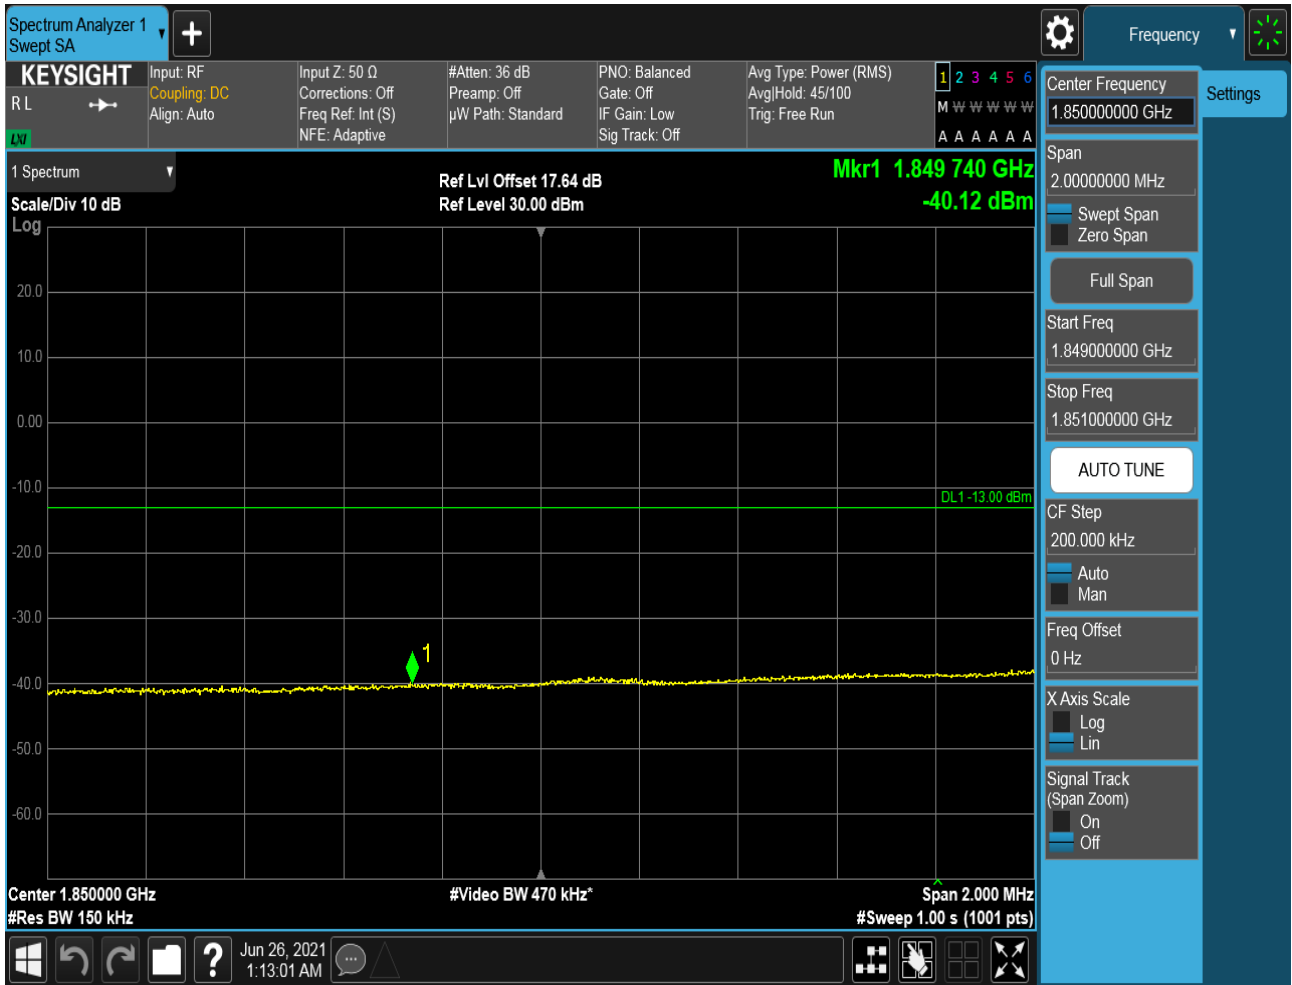 Spectrum Analyzer 1
Swept SA
Frequency
KEYSIGHT
R L
LXI
Input: RF
Coupling: DC
Align: Auto
Input Z: 50 Ω
Corrections: Off
Freq Ref: Int (S)
NFE: Adaptive
#Atten: 36 dB
Preamp: Off
µW Path: Standard
PNO: Balanced
Gate: Off
IF Gain: Low
Sig Track: Off
Avg Type: Power (RMS)
Avg|Hold: 45/100
Trig: Free Run
1 2 3 4 5 6
M W W W W W
A A A A A A
1 Spectrum
Scale/Div 10 dB
Log
Ref Lvl Offset 17.64 dB
Ref Level 30.00 dBm
Mkr1 1.849 740 GHz
-40.12 dBm
20.0
10.0
0.00
-10.0
DL1 -13.00 dBm
-20.0
-30.0
1
-40.0
-50.0
-60.0
Center 1.850000 GHz
#Res BW 150 kHz
#Video BW 470 kHz*
Span 2.000 MHz
#Sweep 1.00 s (1001 pts)
Jun 26, 2021
1:13:01 AM
Center Frequency
1.850000000 GHz
Settings
Span
2.00000000 MHz
Swept Span
Zero Span
Full Span
Start Freq
1.849000000 GHz
Stop Freq
1.851000000 GHz
AUTO TUNE
CF Step
200.000 kHz
Auto
Man
Freq Offset
0 Hz
X Axis Scale
Log
Lin
Signal Track
(Span Zoom)
On
Off